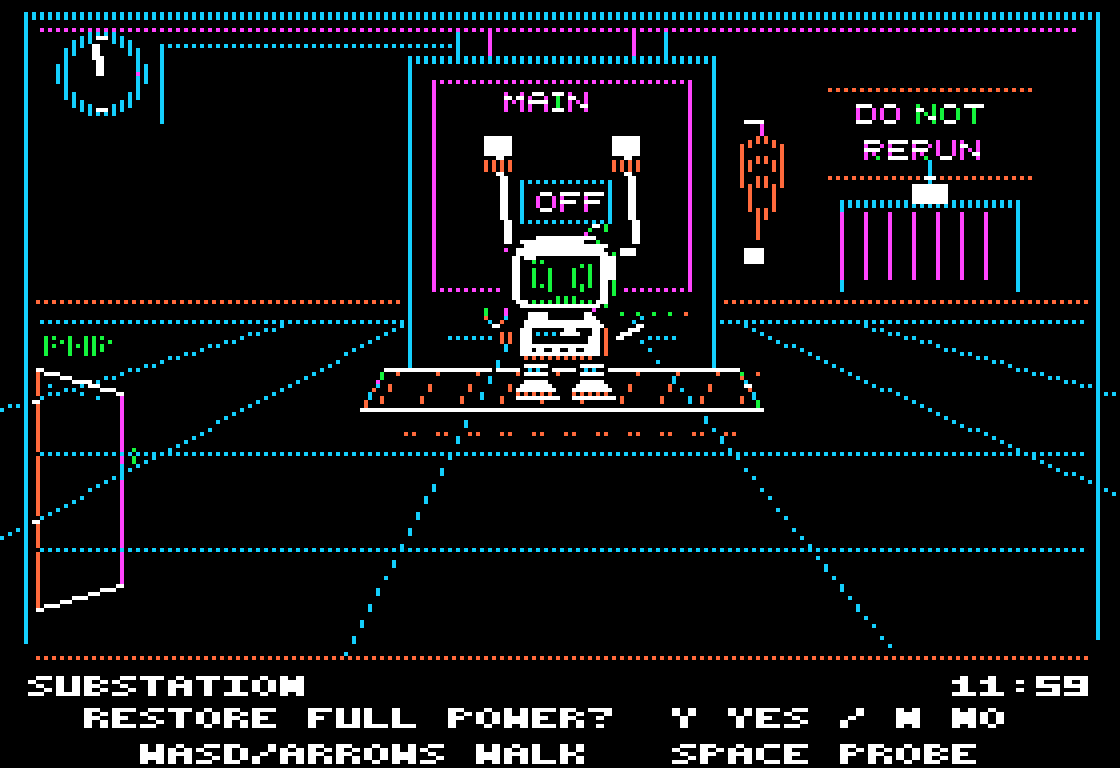 MAIN
OFF
DO NOT
RERUN
SUBSTATION 11:59
RESTORE FULL POWER? Y YES / N NO
WASD/ARROWS WALK SPACE PROBE